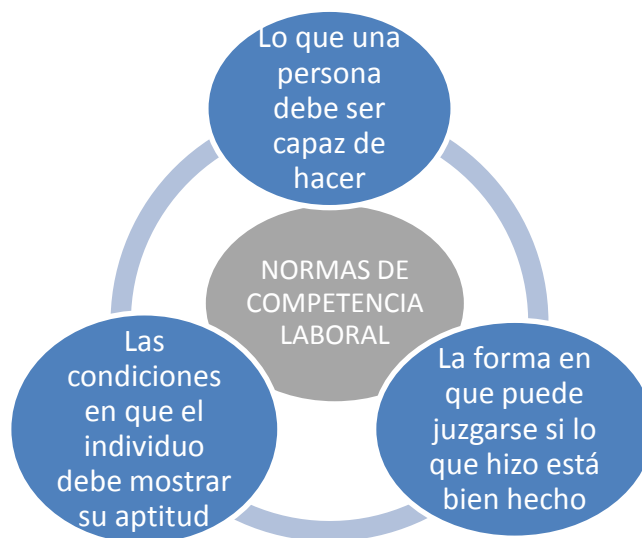 Lo que una
persona
debe ser
capaz de
hacer
NORMAS DE
COMPETENCIA
LABORAL
Las
condiciones
en que el
individuo
debe mostrar
su aptitud
La forma en
que puede
juzgarse si lo
que hizo está
bien hecho